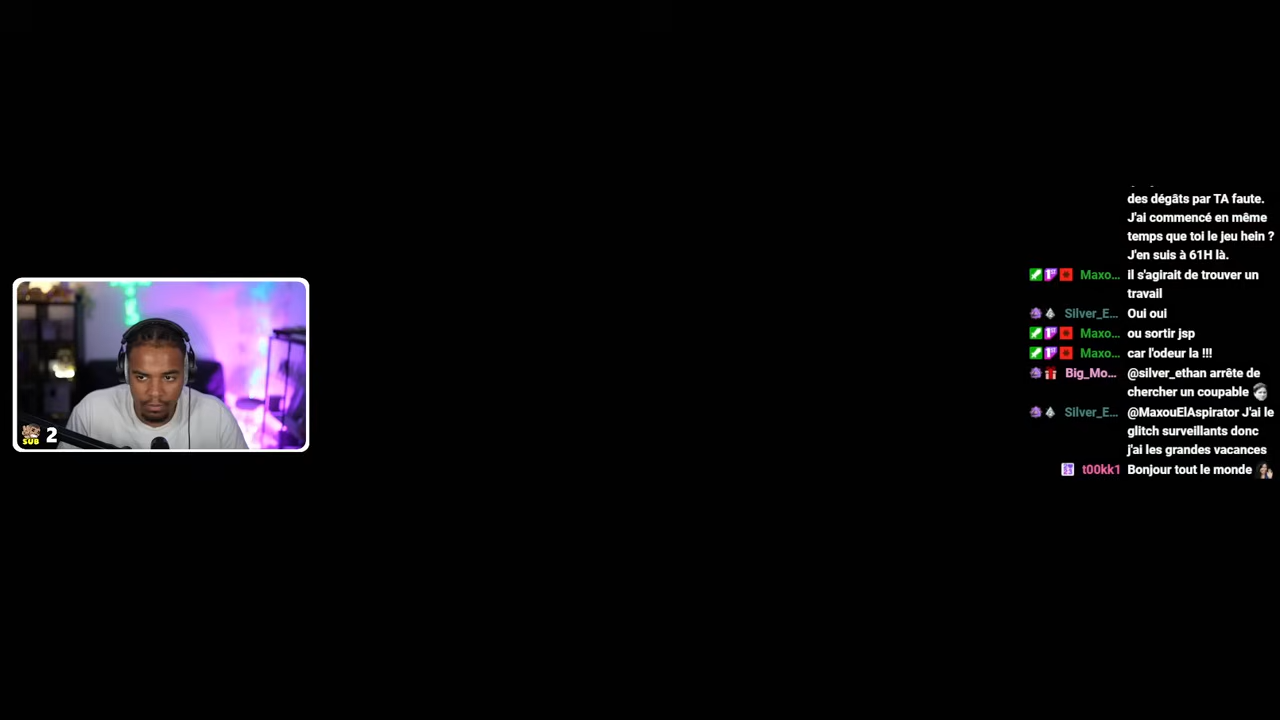 des dégâts par TA faute.
J'ai commencé en même
temps que toi le jeu hein ?
J'en suis à 61H là.
Maxo... il s'agirait de trouver un
travail
Silver_E... Oui oui
Maxo... ou sortir jsp
Maxo... car l'odeur la !!!
Big_Mo... @silver_ethan arrête de
chercher un coupable
Silver_E... @MaxouElAspirator J'ai le
glitch surveillants donc
j'ai les grandes vacances
t00kk1 Bonjour tout le monde
SUB 2